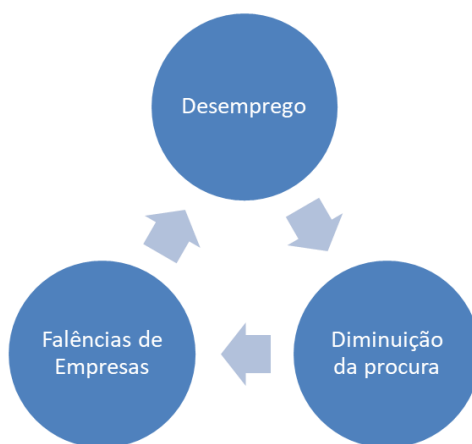 Desemprego
Diminuição
da procura
Falências de
Empresas